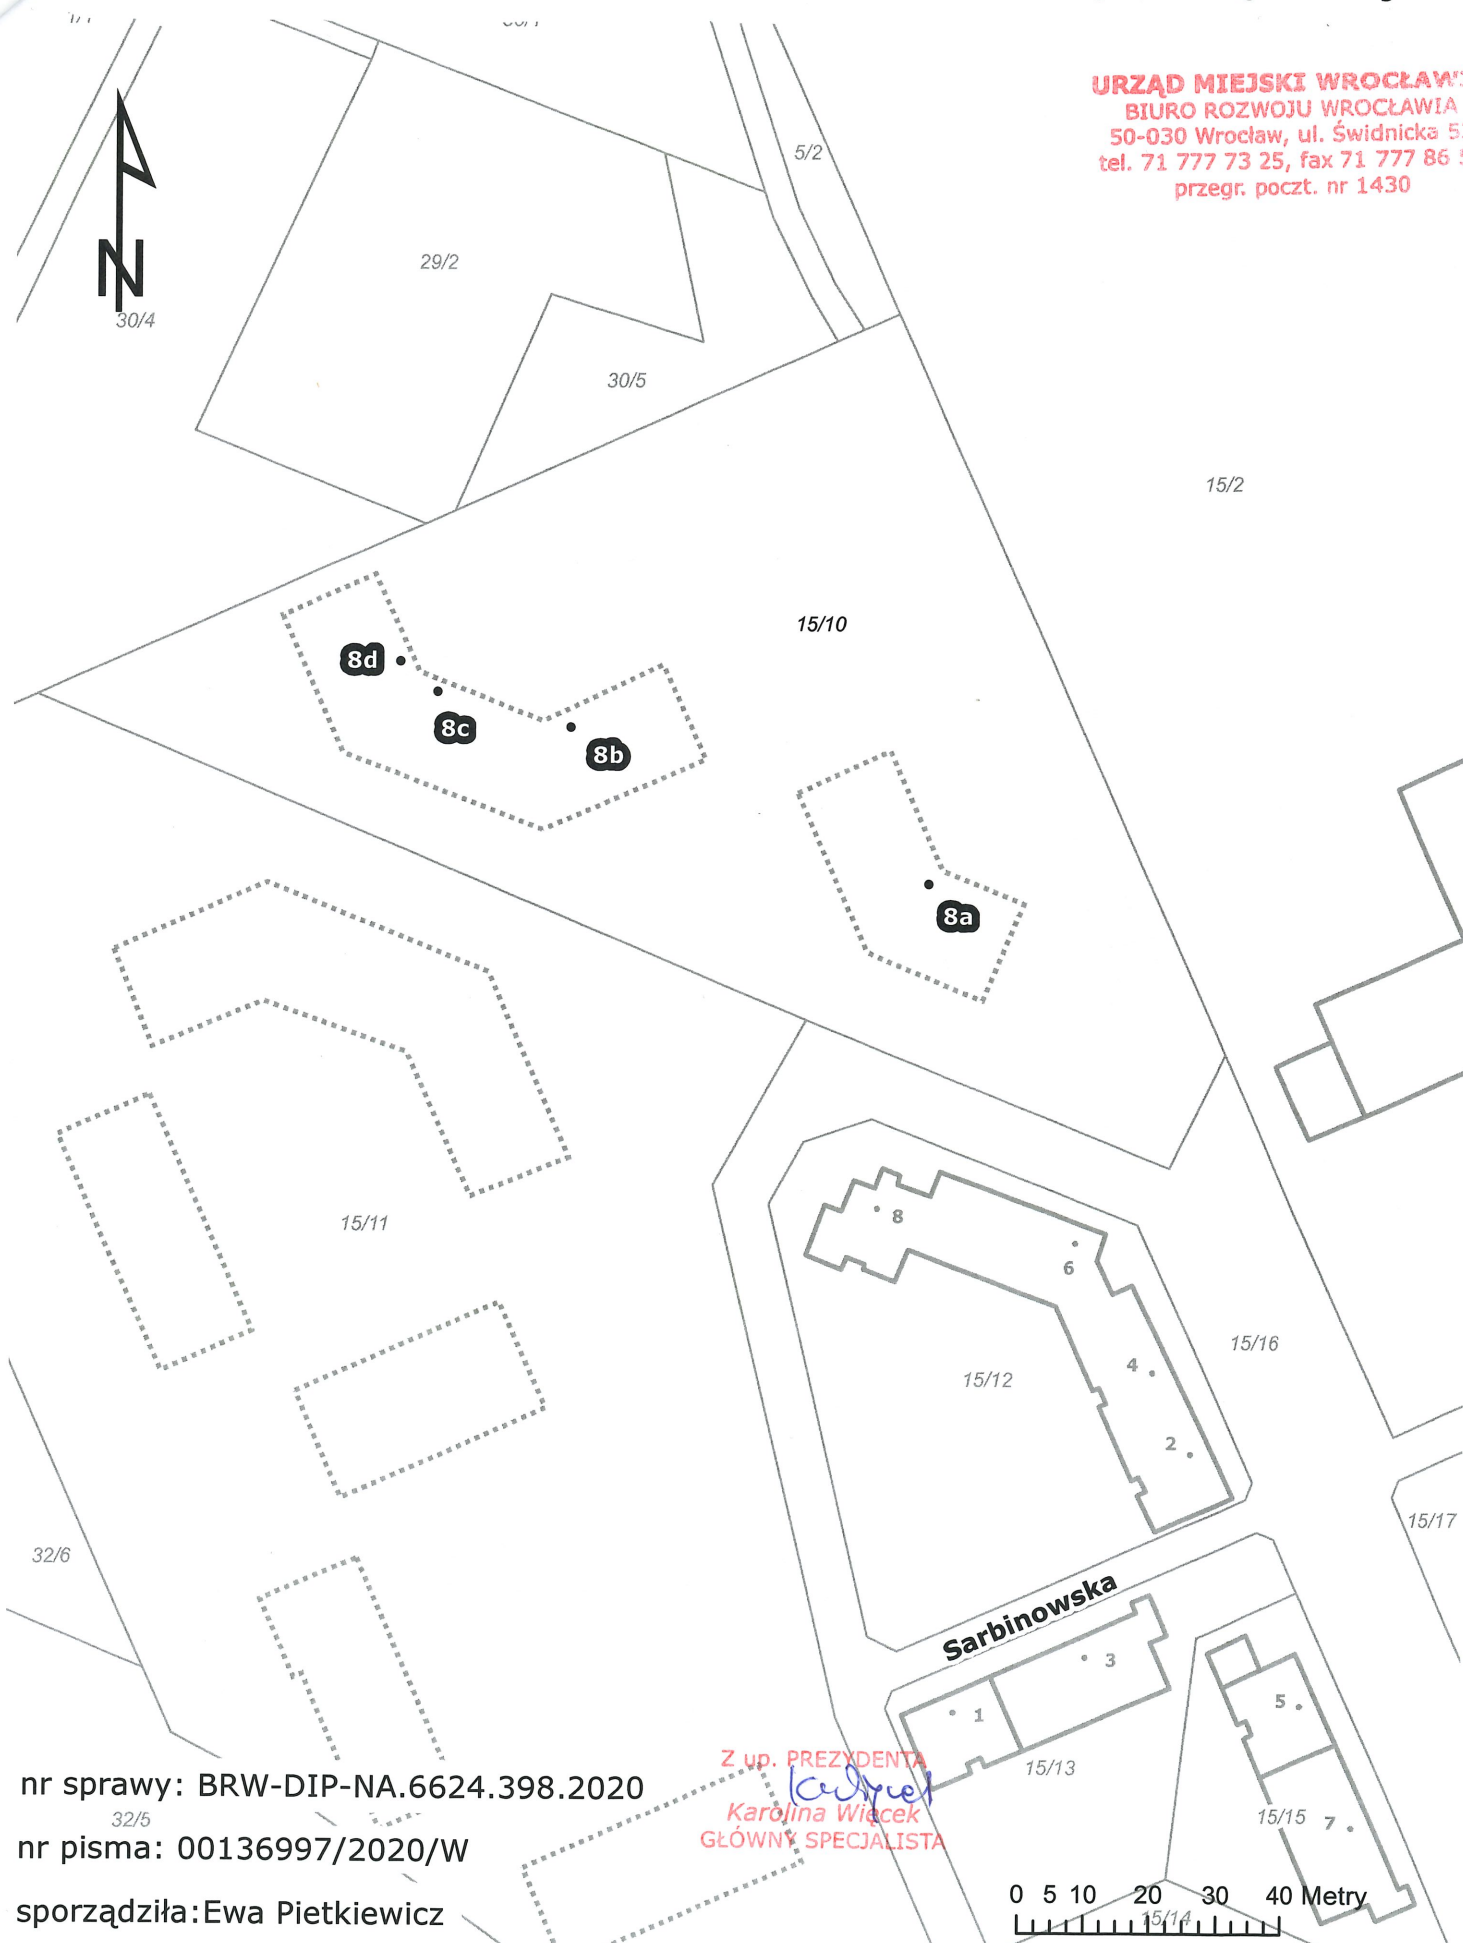 URZĄD MIEJSKI WROCŁAW
BIURO ROZWOJU WROCŁAWIA
50-030 Wrocław, ul. Świdnicka
tel. 71 777 73 25, fax 71 777 86
przegr. poczt. nr 1430
5/2
29/2
N
30/4
30/5
15/2
15/10
8d
8c
8b
8a
15/11
8
6
15/16
4
15/12
2
15/17
32/6
Sarbinowska
3
5
1
Z up. PREZYDENTA
15/13
nr sprawy: BRW-DIP-NA.6624.398.2020
Karolina Więcek
32/5
15/15
7
GŁÓWNY SPECJALISTA
nr pisma: 00136997/2020/W
0 5 10 20 30 40 Metry
sporządziła:Ewa Pietkiewicz
15/14